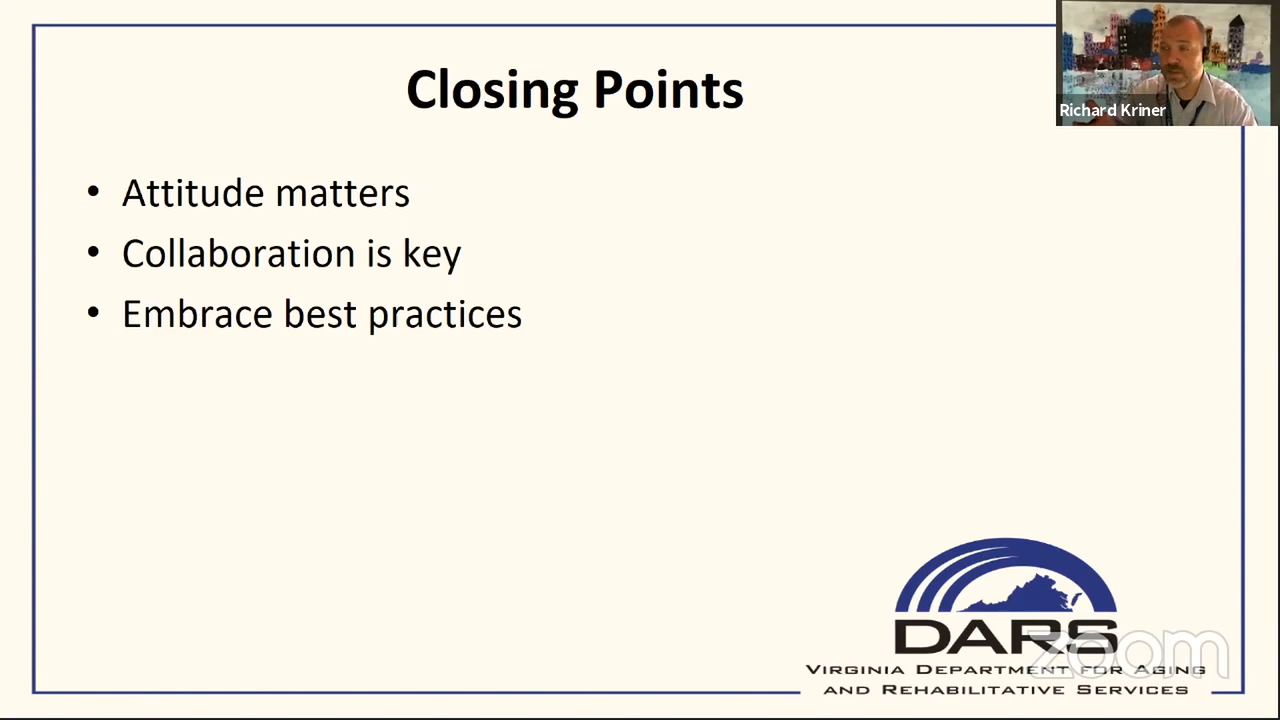 Closing Points
Richard Kriner
• Attitude matters
• Collaboration is key
• Embrace best practices
DARS
zoom
VIRGINIA DEPARTMENT FOR AGING
AND REHABILITATIVE SERVICES